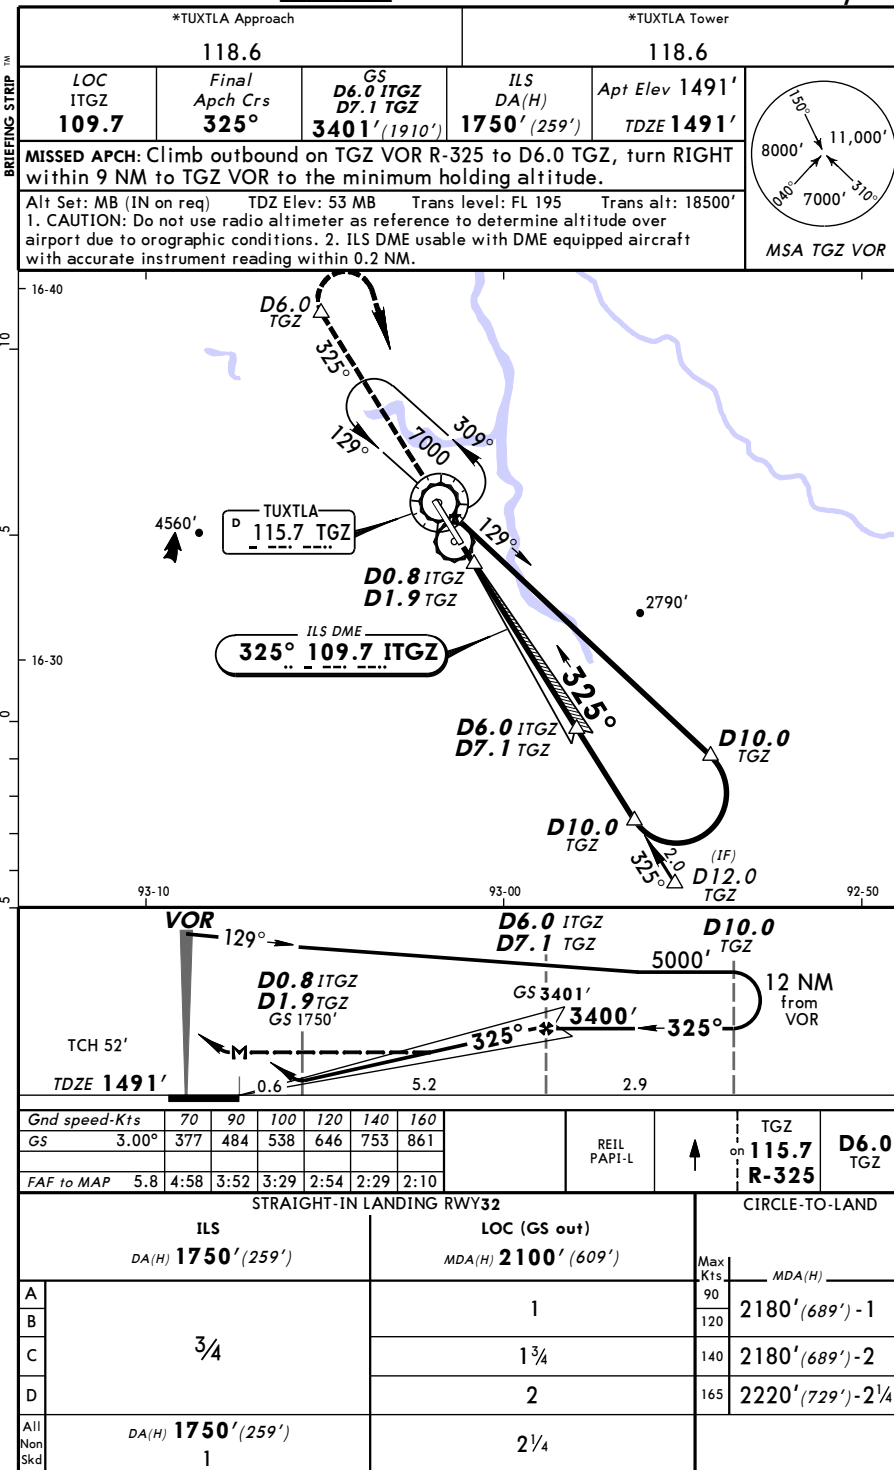 *TUXTLA Approach
118.6
*TUXTLA Tower
118.6
BRIEFING STRIP ™
LOC
ITGZ
109.7
Final
Apch Crs
325°
GS
D6.0 ITGZ
D7.1 TGZ
3401'(1910')
ILS
DA(H)
1750'(259')
Apt Elev 1491'
TDZE 1491'
MISSED APCH: Climb outbound on TGZ VOR R-325 to D6.0 TGZ, turn RIGHT
within 9 NM to TGZ VOR to the minimum holding altitude.
Alt Set: MB (IN on req) TDZ Elev: 53 MB Trans level: FL 195 Trans alt: 18500'
1. CAUTION: Do not use radio altimeter as reference to determine altitude over
airport due to orographic conditions. 2. ILS DME usable with DME equipped aircraft
with accurate instrument reading within 0.2 NM.
150°
11,000'
8000'
040°
7000'
310°
MSA TGZ VOR
16-40
D6.0
TGZ
10
325°
309°
129°
7000
4560'
TUXTLA
D 115.7 TGZ
129°
5
D0.8 ITGZ
D1.9 TGZ
2790'
ILS DME
325° 109.7 ITGZ
16-30
325°
0
D6.0 ITGZ
D7.1 TGZ
D10.0
TGZ
D10.0
TGZ
2.0
325°
(IF)
D12.0
TGZ
5
93-10
93-00
92-50
VOR
129°
D6.0 ITGZ
D7.1 TGZ
D10.0
TGZ
5000'
D0.8 ITGZ
D1.9 TGZ
GS 1750'
GS 3401'
12 NM
from
VOR
3400'
325°
325°
TCH 52'
M
TDZE 1491'
0.6
5.2
2.9
Gnd speed-Kts 70 90 100 120 140 160
GS 3.00° 377 484 538 646 753 861
FAF to MAP 5.8 4:58 3:52 3:29 2:54 2:29 2:10
REIL
PAPI-L
on
TGZ
115.7
R-325
D6.0
TGZ
STRAIGHT-IN LANDING RWY32
CIRCLE-TO-LAND
ILS
DA(H) 1750'(259')
LOC (GS out)
MDA(H) 2100'(609')
Max
Kts
MDA(H)
A
B
C
D
3/4
1
1 3/4
2
90
120
2180'(689')-1
140
2180'(689')-2
165
2220'(729')-2 1/4
All
Non
Skd
DA(H) 1750'(259')
1
2 1/4